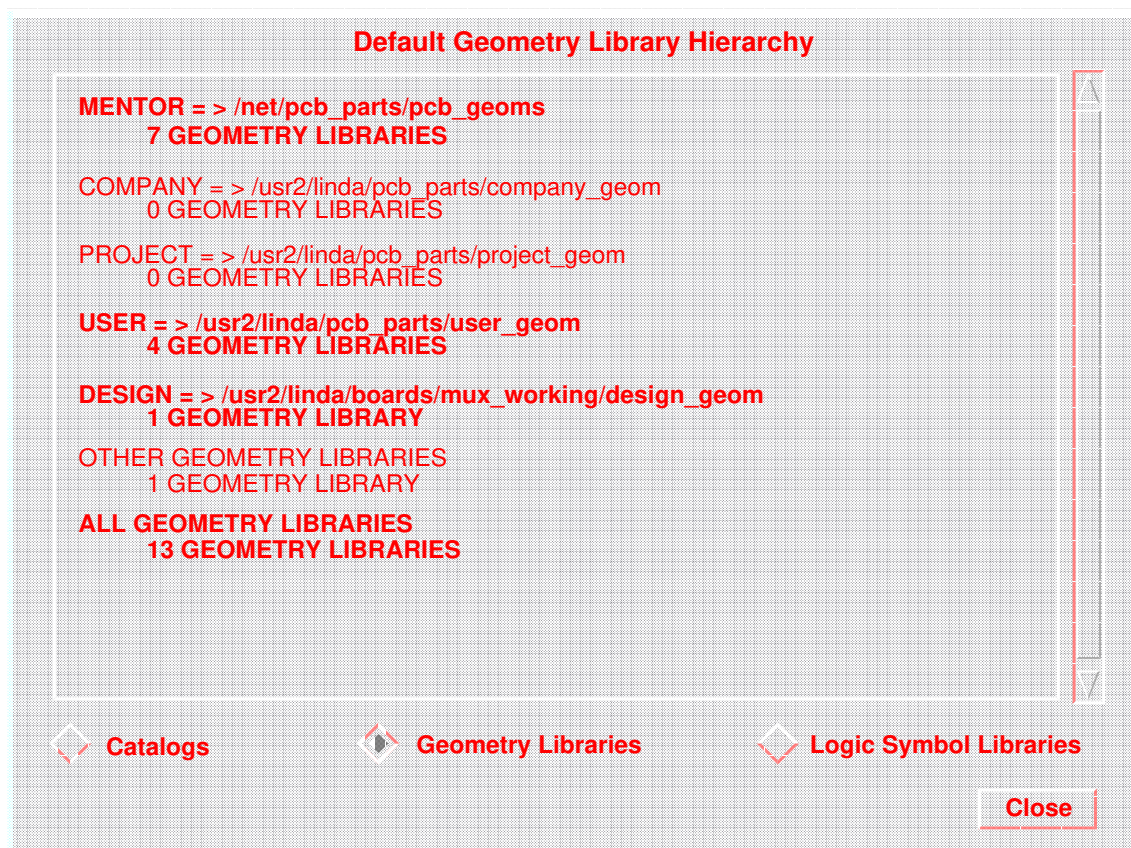 Default Geometry Library Hierarchy
MENTOR = > /net/pcb_parts/pcb_geoms
7 GEOMETRY LIBRARIES
COMPANY = > /usr2/linda/pcb_parts/company_geom
0 GEOMETRY LIBRARIES
PROJECT = > /usr2/linda/pcb_parts/project_geom
0 GEOMETRY LIBRARIES
USER = > /usr2/linda/pcb_parts/user_geom
4 GEOMETRY LIBRARIES
DESIGN = > /usr2/linda/boards/mux_working/design_geom
1 GEOMETRY LIBRARY
OTHER GEOMETRY LIBRARIES
1 GEOMETRY LIBRARY
ALL GEOMETRY LIBRARIES
13 GEOMETRY LIBRARIES
Catalogs Geometry Libraries Logic Symbol Libraries
Close